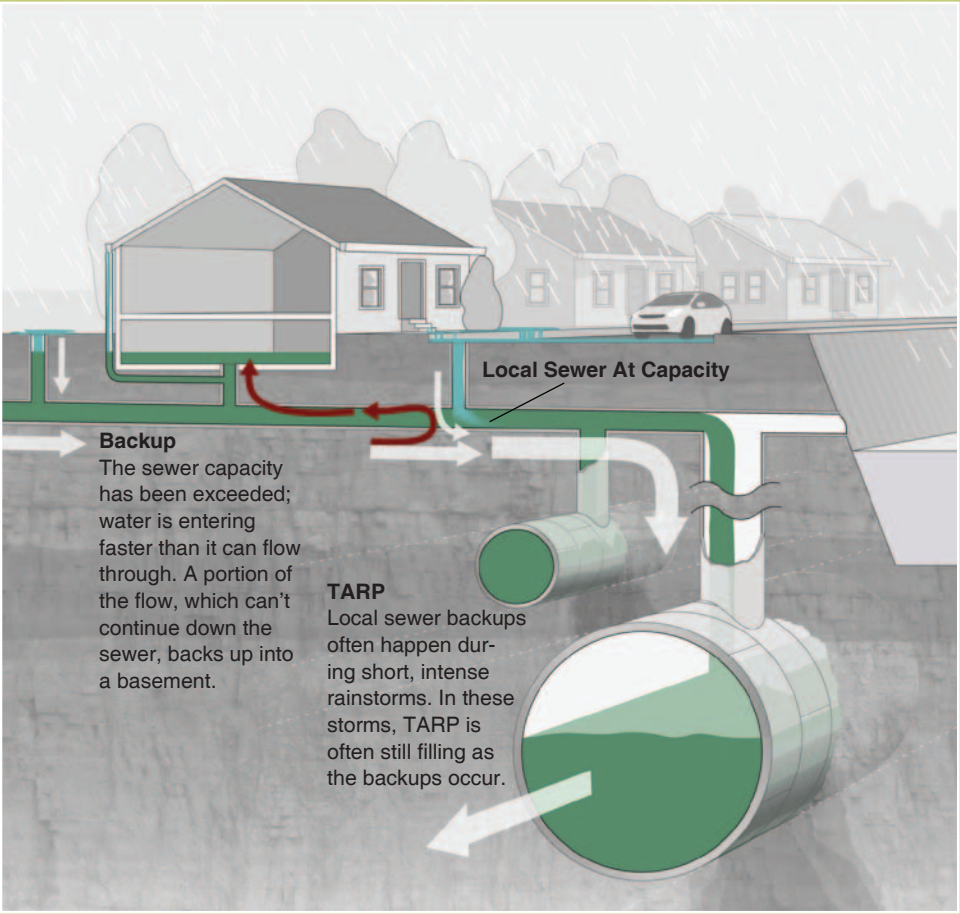 Local Sewer At Capacity
Backup
The sewer capacity
has been exceeded;
water is entering
faster than it can flow
through. A portion of
the flow, which can’t
continue down the
sewer, backs up into
a basement.
TARP
Local sewer backups
often happen dur-
ing short, intense
rainstorms. In these
storms, TARP is
often still filling as
the backups occur.